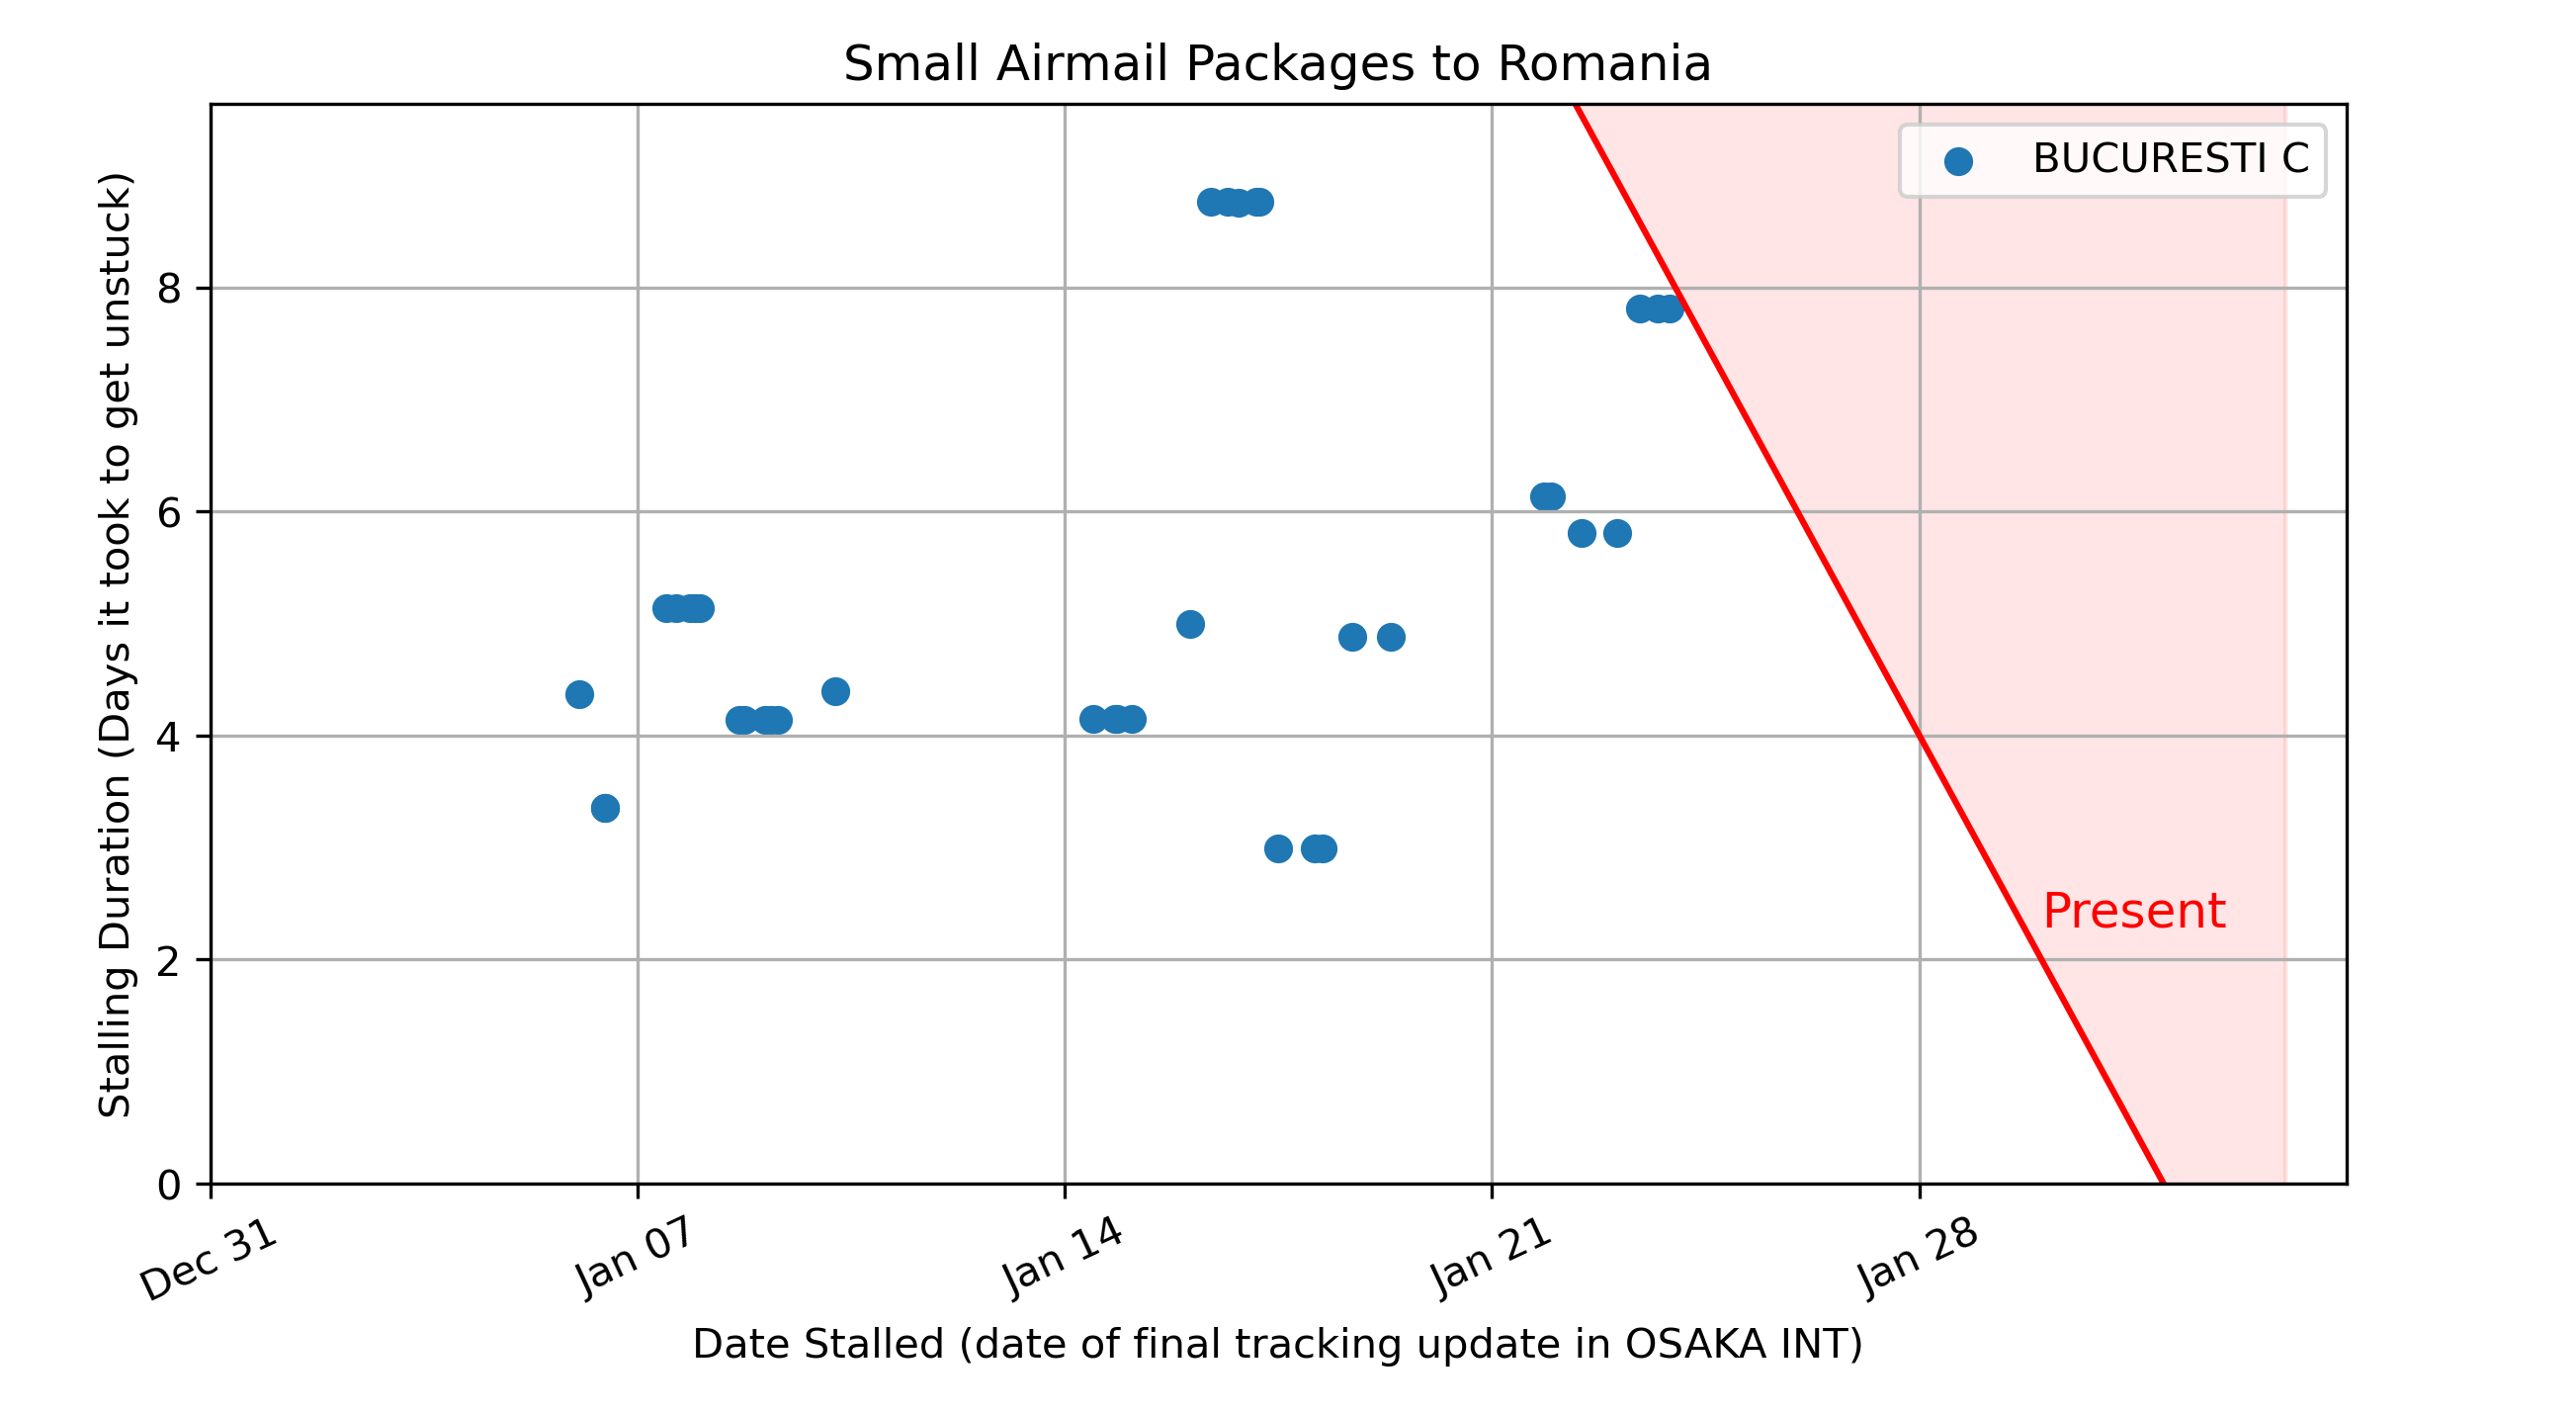 Small Airmail Packages to Romania
BUCURESTI C
Stalling Duration (Days it took to get unstuck)
8
6
4
2
0
Present
Dec 31
Jan 07
Jan 14
Jan 21
Jan 28
Date Stalled (date of final tracking update in OSAKA INT)